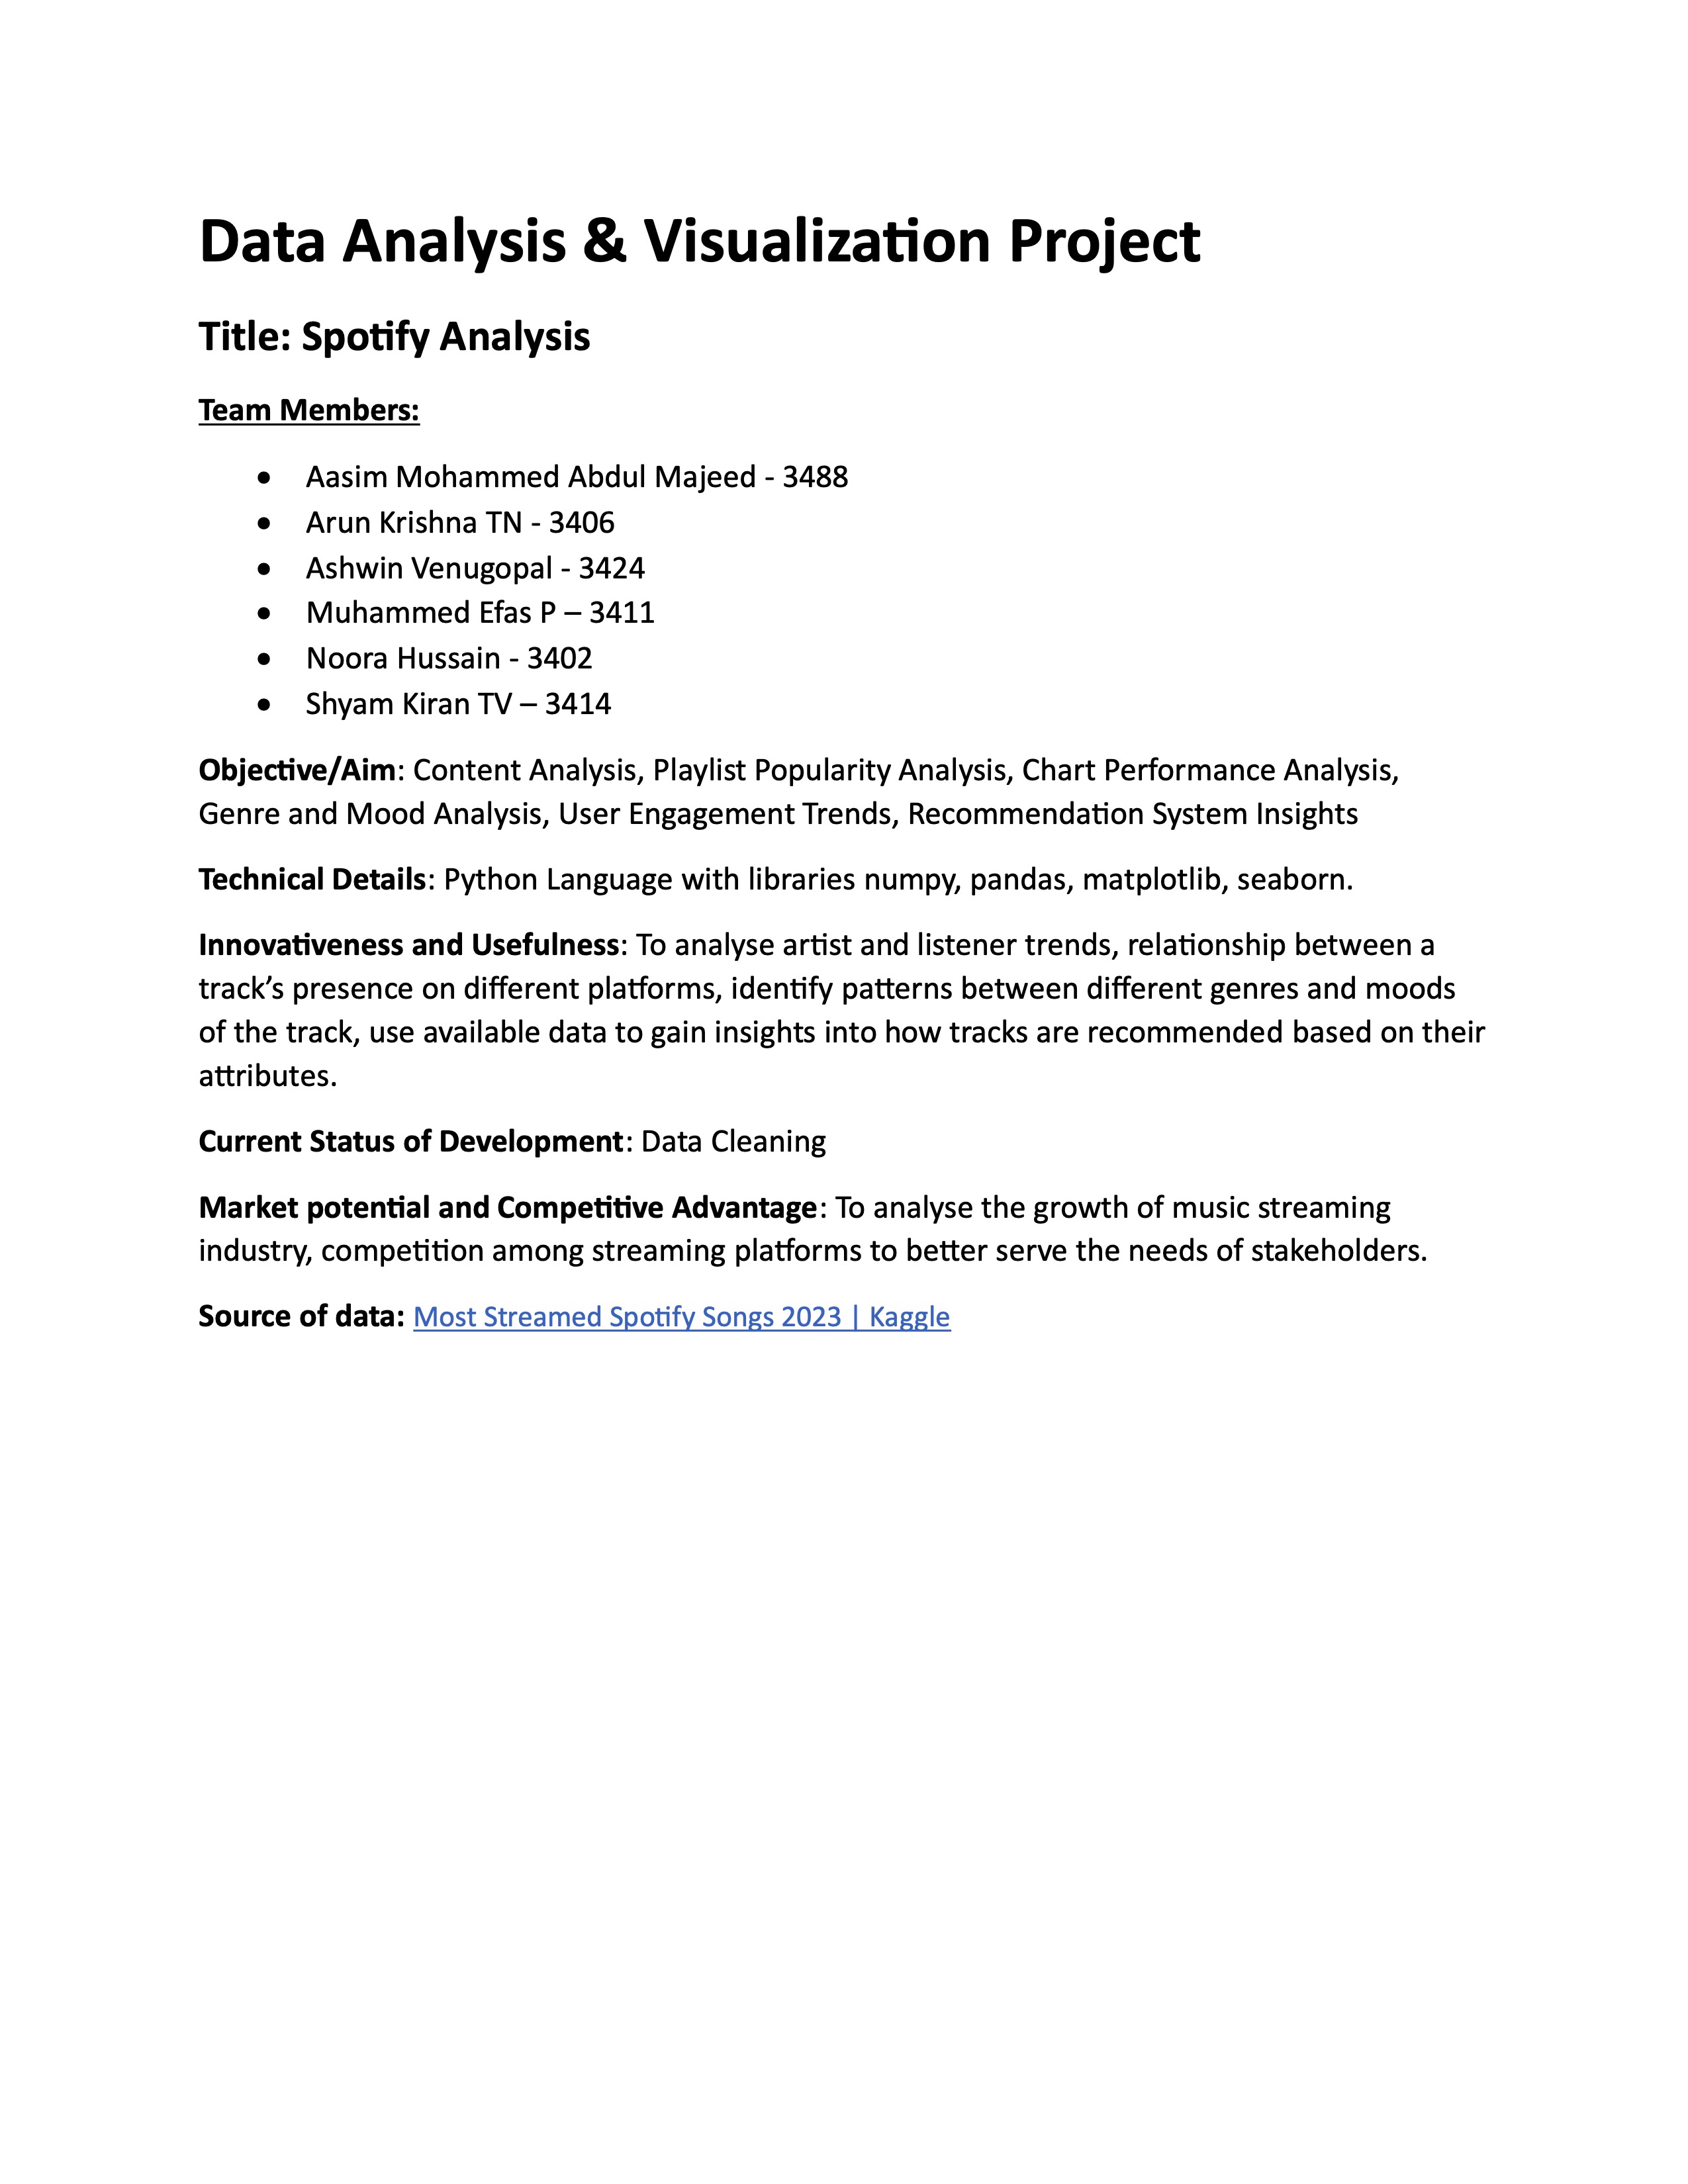 Data Analysis & Visualization Project
Title: Spotify Analysis
Team Members:
• Aasim Mohammed Abdul Majeed - 3488
• Arun Krishna TN - 3406
• Ashwin Venugopal - 3424
• Muhammed Efas P – 3411
• Noora Hussain - 3402
• Shyam Kiran TV – 3414
Objective/Aim: Content Analysis, Playlist Popularity Analysis, Chart Performance Analysis,
Genre and Mood Analysis, User Engagement Trends, Recommendation System Insights
Technical Details: Python Language with libraries numpy, pandas, matplotlib, seaborn.
Innovativeness and Usefulness: To analyse artist and listener trends, relationship between a
track’s presence on different platforms, identify patterns between different genres and moods
of the track, use available data to gain insights into how tracks are recommended based on their
attributes.
Current Status of Development: Data Cleaning
Market potential and Competitive Advantage: To analyse the growth of music streaming
industry, competition among streaming platforms to better serve the needs of stakeholders.
Source of data: Most Streamed Spotify Songs 2023 | Kaggle